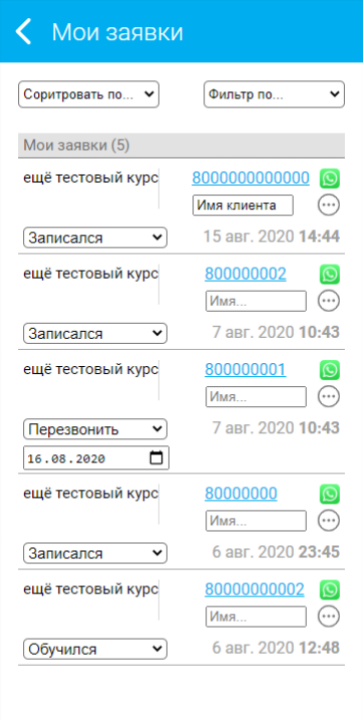 Мои заявки
Соритровать по... Фильтр по...
Мои заявки (5)
ещё тестовый курс 8000000000000
Имя клиента
Записался 15 авг. 2020 14:44
ещё тестовый курс 800000002
Имя...
Записался 7 авг. 2020 10:43
ещё тестовый курс 800000001
Имя...
Перезвонить 7 авг. 2020 10:43
16.08.2020
ещё тестовый курс 80000000
Имя...
Записался 6 авг. 2020 23:45
ещё тестовый курс 80000000002
Имя...
Обучился 6 авг. 2020 12:48